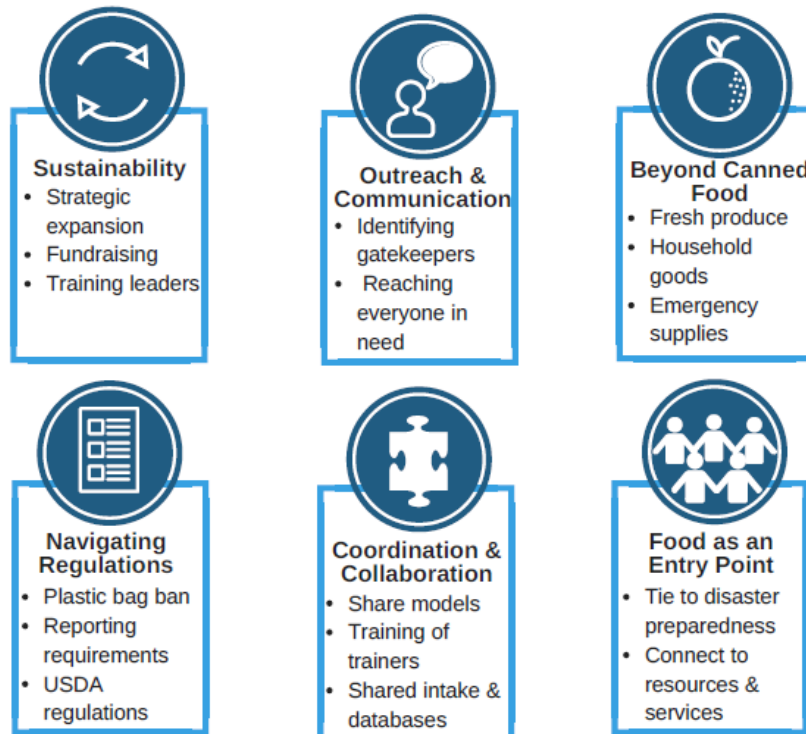 Sustainability
• Strategic
expansion
• Fundraising
• Training leaders
Outreach &
Communication
• Identifying
gatekeepers
• Reaching
everyone in
need
Beyond Canned
Food
• Fresh produce
• Household
goods
• Emergency
supplies
Navigating
Regulations
• Plastic bag ban
• Reporting
requirements
• USDA
regulations
Coordination &
Collaboration
• Share models
• Training of
trainers
• Shared intake &
databases
Food as an
Entry Point
• Tie to disaster
preparedness
• Connect to
resources &
services